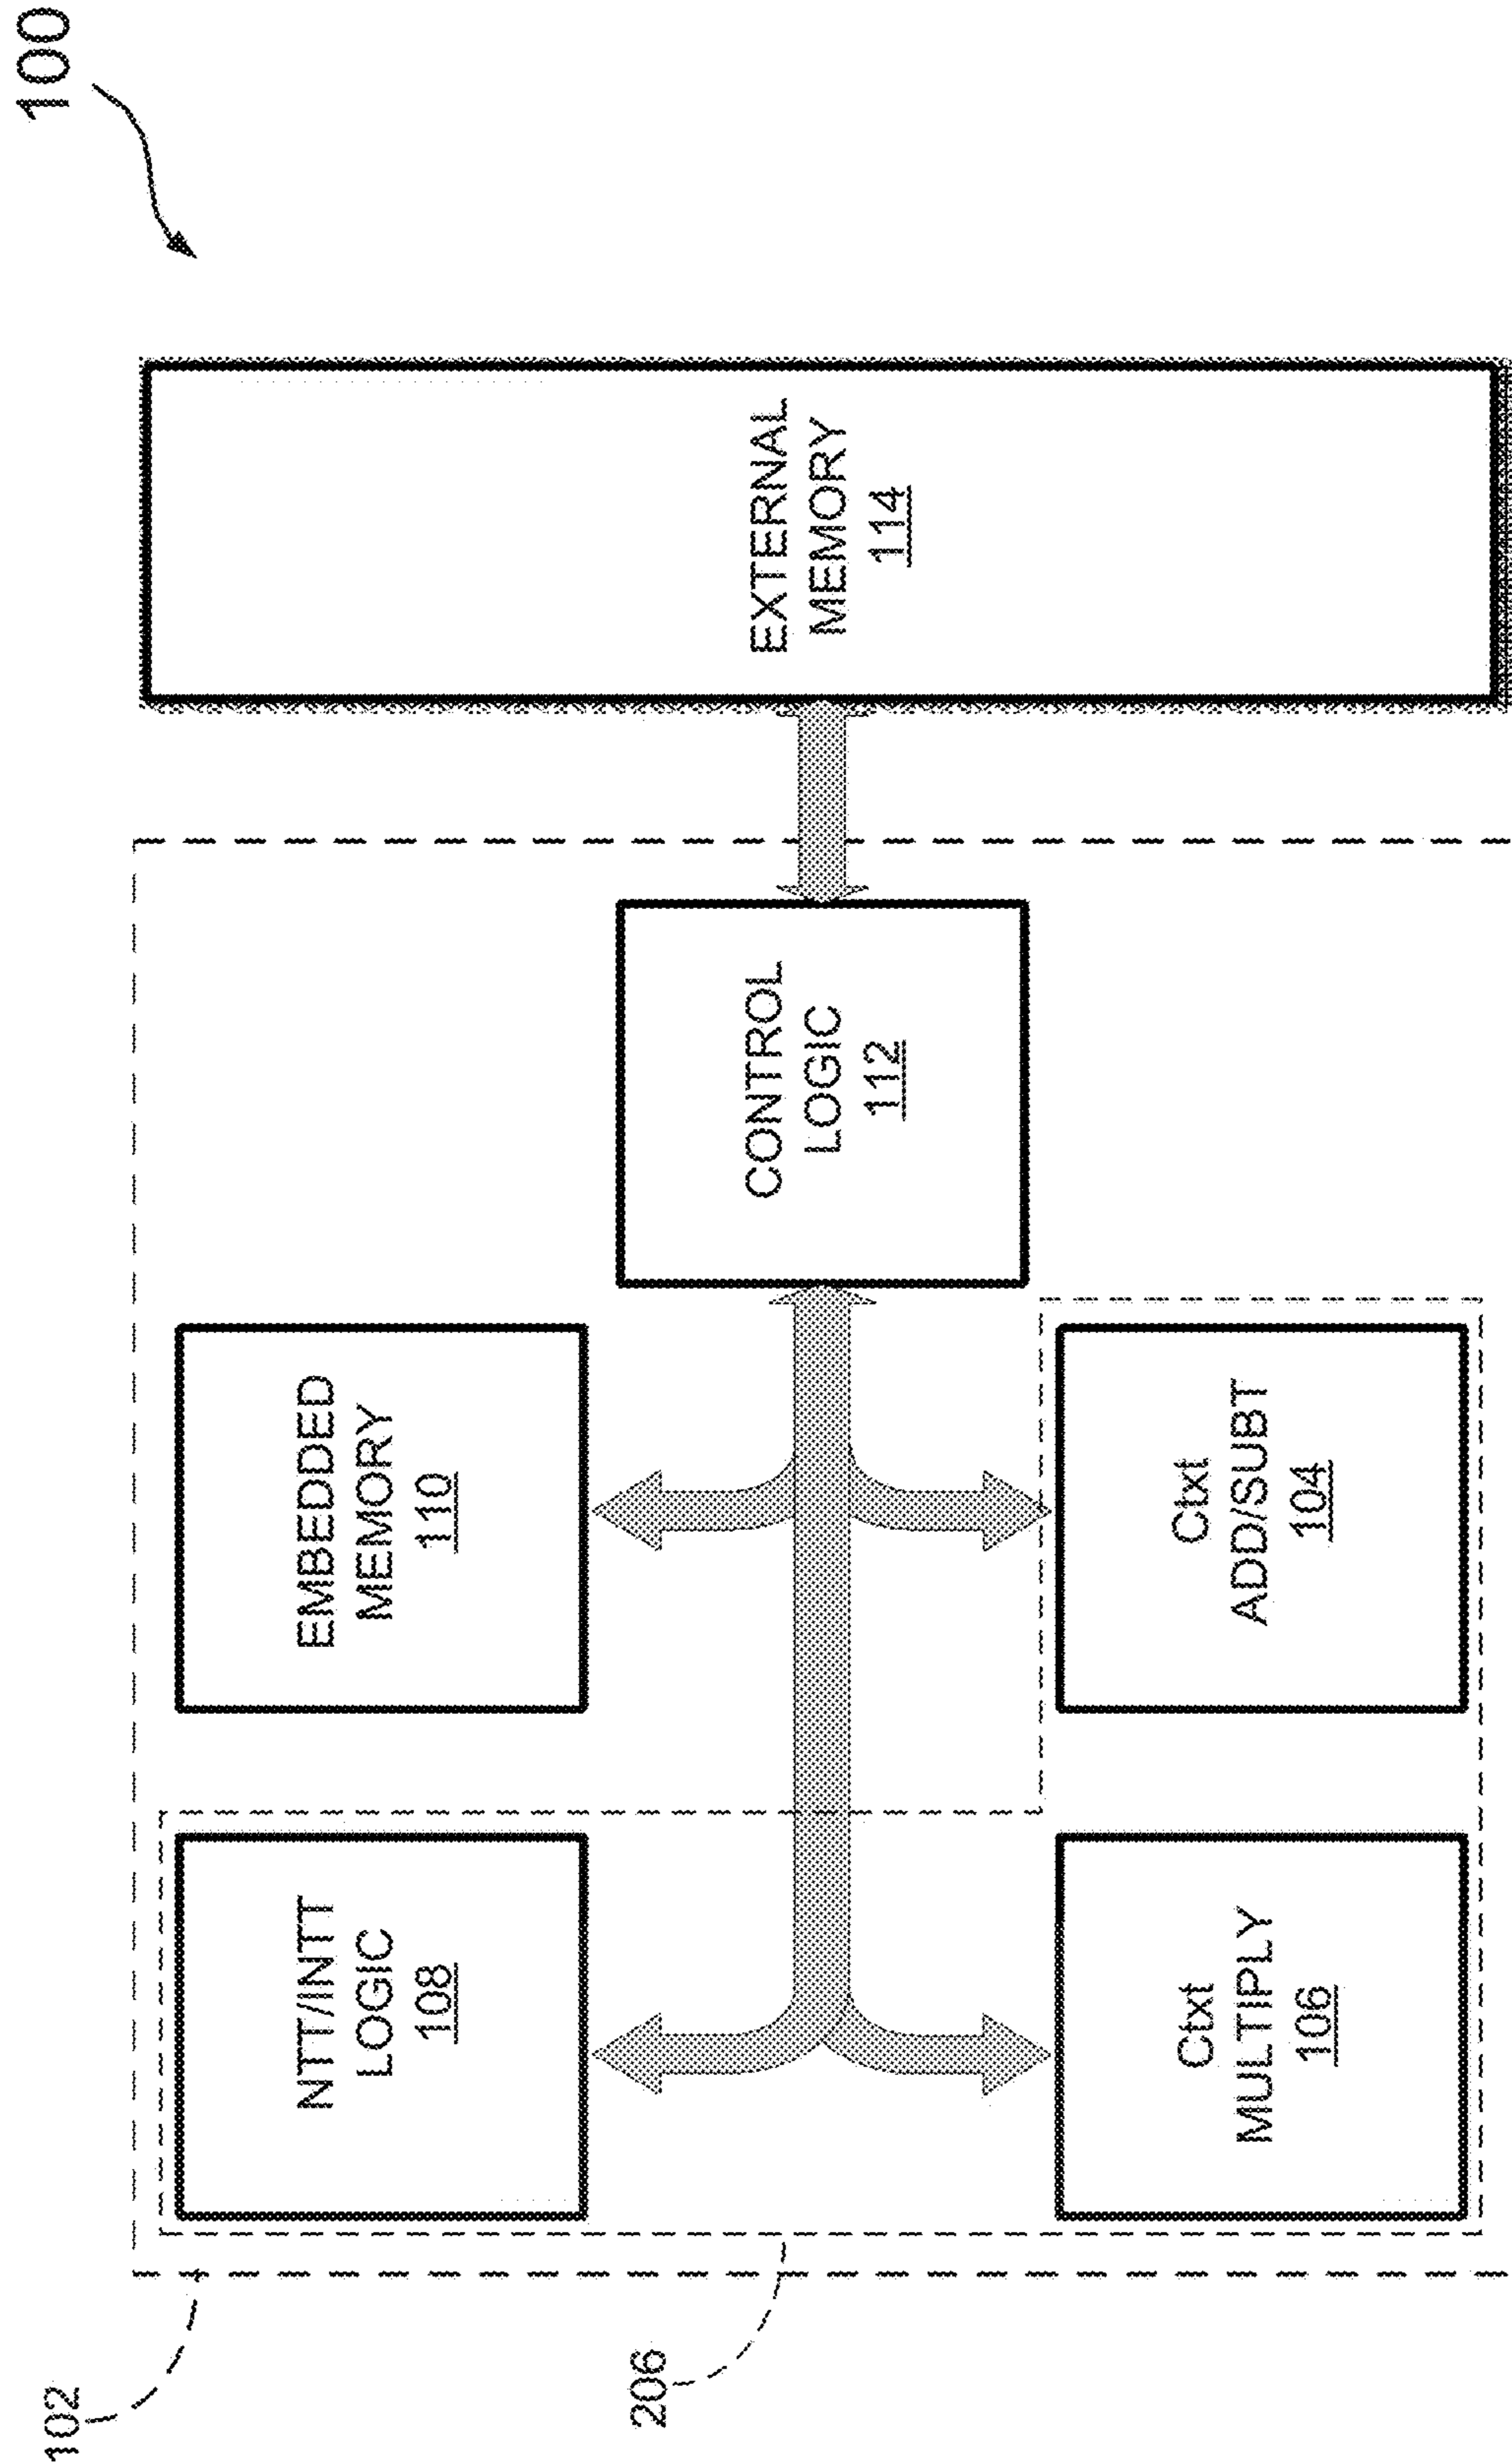 100
102
206
NTT/INTT
LOGIC
108
EMBEDDED
MEMORY
110
CONTROL
LOGIC
112
EXTERNAL
MEMORY
114
Ctxt
MULTIPLY
106
Ctxt
ADD/SUBT
104